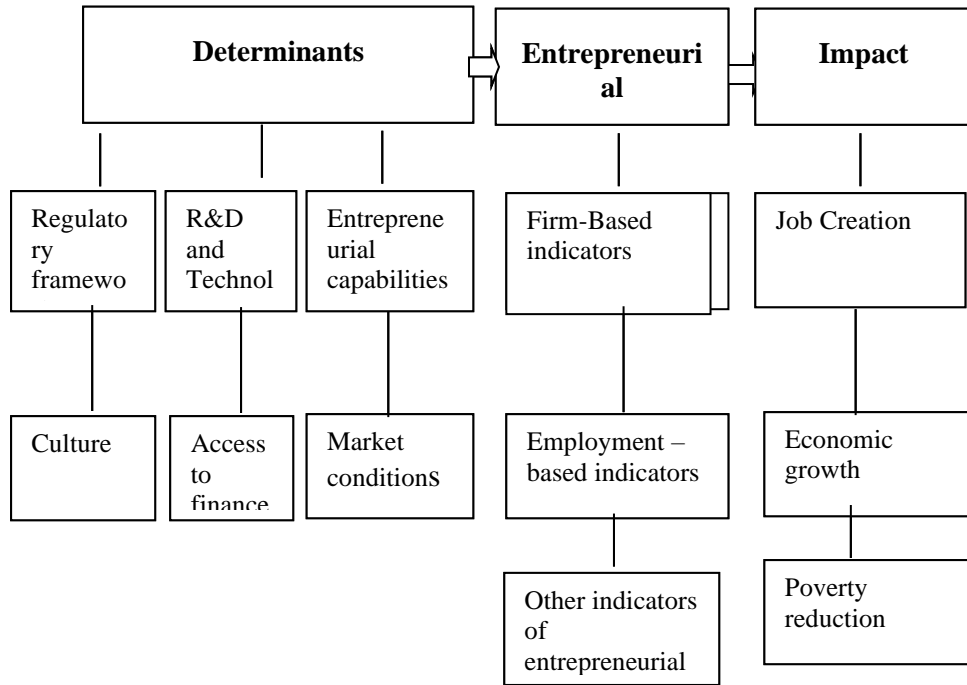 Determinants
Entrepreneuri
al
Impact
Regulato
ry
framewo
R&D
and
Technol
Entreprene
urial
capabilities
Firm-Based
indicators
Job Creation
Culture
Access
to
finance
Market
conditions
Employment –
based indicators
Economic
growth
Other indicators
of
entrepreneurial
Poverty
reduction